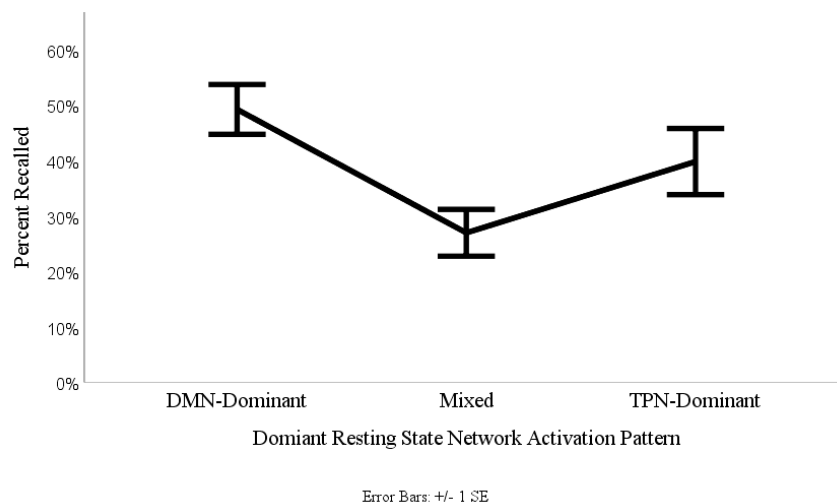 60%
50%
40%
30%
20%
10%
0%
Percent Recalled
DMN-Dominant Mixed TPN-Dominant
Domiant Resting State Network Activation Pattern
Error Bars: +/- 1 SE